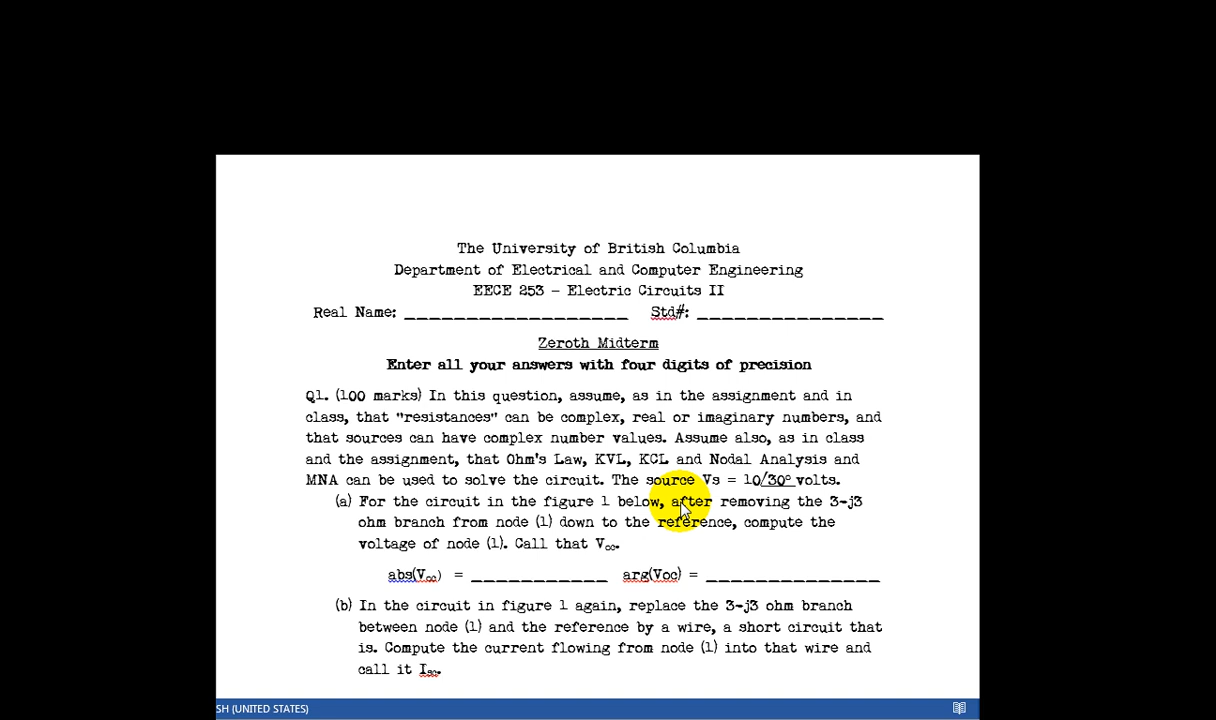 The University of British Columbia
Department of Electrical and Computer Engineering
EECE 253 – Electric Circuits II
Real Name: __________________ Std#: _______________
Zeroth Midterm
Enter all your answers with four digits of precision
Q1. (100 marks) In this question, assume, as in the assignment and in
class, that "resistances" can be complex, real or imaginary numbers, and
that sources can have complex number values. Assume also, as in class
and the assignment, that Ohm's Law, KVL, KCL and Nodal Analysis and
MNA can be used to solve the circuit. The source Vs = 10/30° volts.
(a) For the circuit in the figure 1 below, after removing the 3-j3
ohm branch from node (1) down to the reference, compute the
voltage of node (1). Call that Voc.
abs(Voc) = ___________ arg(Voc) = ______________
(b) In the circuit in figure 1 again, replace the 3-j3 ohm branch
between node (1) and the reference by a wire, a short circuit that
is. Compute the current flowing from node (1) into that wire and
call it Isc.
SH (UNITED STATES)